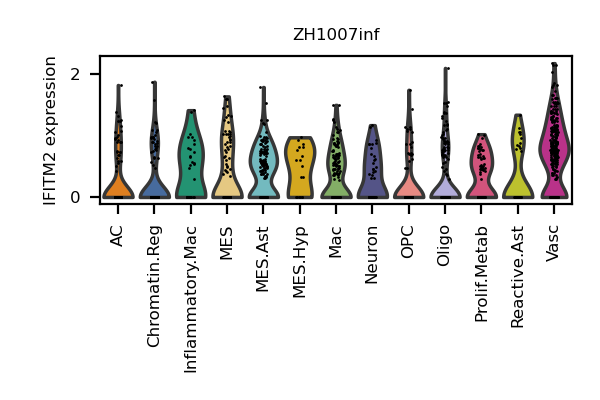 ZH1007inf
IFITM2 expression
2
0
AC
Chromatin.Reg
Inflammatory.Mac
MES
MES.Ast
MES.Hyp
Mac
Neuron
OPC
Oligo
Prolif.Metab
Reactive.Ast
Vasc